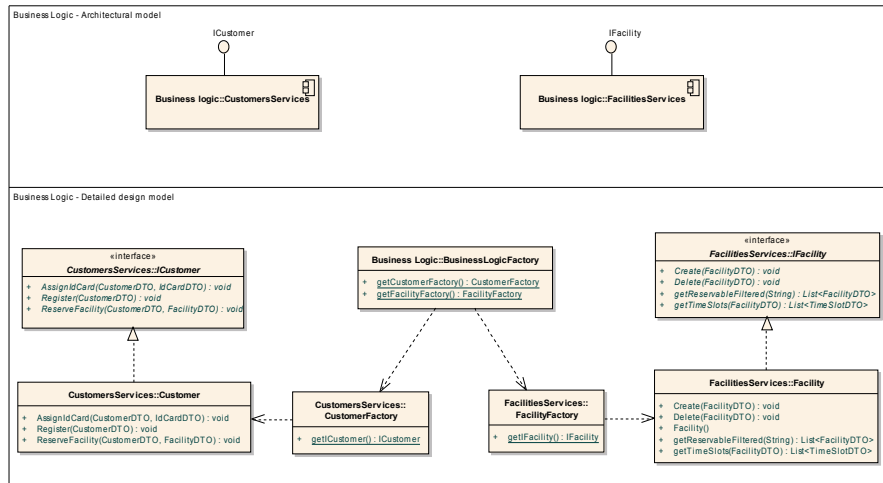 Business Logic - Architectural model
ICustomer
IFacility
Business logic::CustomersServices
Business logic::FacilitiesServices
Business Logic - Detailed design model
«interface»
CustomersServices::ICustomer
+ AssignIdCard(CustomerDTO, IdCardDTO) : void
+ Register(CustomerDTO) : void
+ ReserveFacility(CustomerDTO, FacilityDTO) : void
Business Logic::BusinessLogicFactory
+ getCustomerFactory() : CustomerFactory
+ getFacilityFactory() : FacilityFactory
«interface»
FacilitiesServices::IFacility
+ Create(FacilityDTO) : void
+ Delete(FacilityDTO) : void
+ getReservableFiltered(String) : List<FacilityDTO>
+ getTimeSlots(FacilityDTO) : List<TimeSlotDTO>
CustomersServices::Customer
+ AssignIdCard(CustomerDTO, IdCardDTO) : void
+ Register(CustomerDTO) : void
+ ReserveFacility(CustomerDTO, FacilityDTO) : void
CustomersServices::
CustomerFactory
+ getICustomer() : ICustomer
FacilitiesServices::
FacilityFactory
+ getIFacility() : IFacility
FacilitiesServices::Facility
+ Create(FacilityDTO) : void
+ Delete(FacilityDTO) : void
+ Facility()
+ getReservableFiltered(String) : List<FacilityDTO>
+ getTimeSlots(FacilityDTO) : List<TimeSlotDTO>